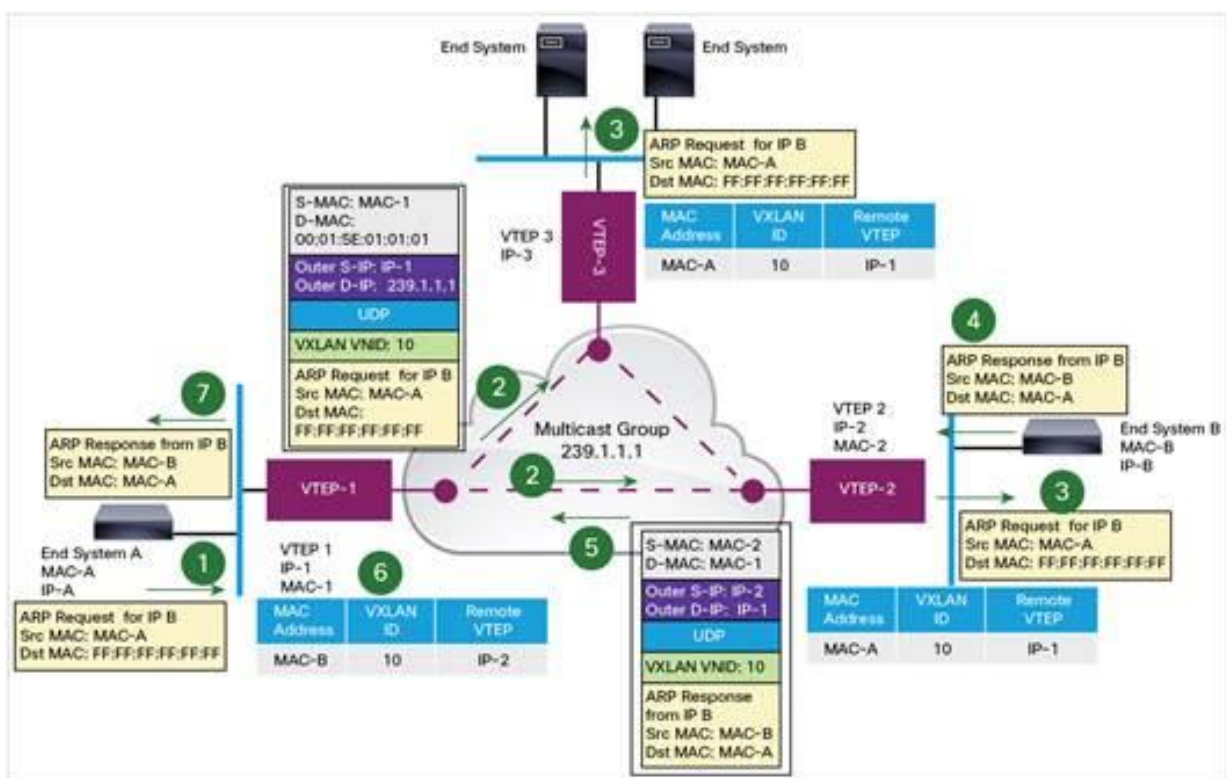 End System
End System
3
ARP Request for IP B
Src MAC: MAC-A
Dst MAC: FF:FF:FF:FF:FF:FF
S-MAC: MAC-1
D-MAC:
00:01:5E:01:01:01
Outer S-IP: IP-1
Outer D-IP: 239.1.1.1
UDP
VXLAN VNID: 10
ARP Request for IP B
Src MAC: MAC-A
Dst MAC:
FF:FF:FF:FF:FF:FF
VTEP 3
IP-3
VTEP-3
MAC Address VXLAN ID Remote VTEP
MAC-A 10 IP-1
4
ARP Response from IP B
Src MAC: MAC-B
Dst MAC: MAC-A
7
ARP Response from IP B
Src MAC: MAC-B
Dst MAC: MAC-A
2
Multicast Group
239.1.1.1
2
VTEP 2
IP-2
MAC-2
End System B
MAC-B
IP-B
VTEP-1
VTEP-2
3
ARP Request for IP B
Src MAC: MAC-A
Dst MAC: FF:FF:FF:FF:FF:FF
End System A
MAC-A
IP-A
1
ARP Request for IP B
Src MAC: MAC-A
Dst MAC: FF:FF:FF:FF:FF:FF
VTEP 1
IP-1
MAC-1
6
MAC Address VXLAN ID Remote VTEP
MAC-B 10 IP-2
5
S-MAC: MAC-2
D-MAC: MAC-1
Outer S-IP: IP-2
Outer D-IP: IP-1
UDP
VXLAN VNID: 10
ARP Response
from IP B
Src MAC: MAC-B
Dst MAC: MAC-A
MAC Address VXLAN ID Remote VTEP
MAC-A 10 IP-1